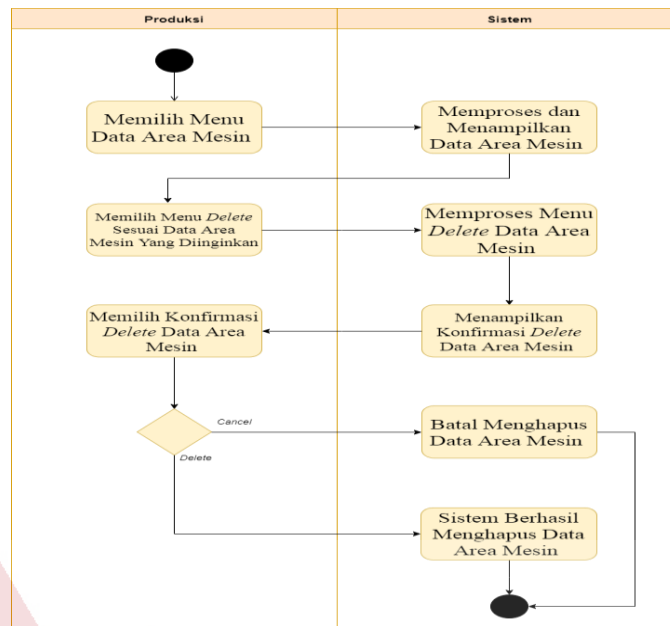 Produksi
Sistem
Memilih Menu
Data Area Mesin
Memproses dan
Menampilkan
Data Area Mesin
Memilih Menu Delete
Sesuai Data Area
Mesin Yang Diinginkan
Memproses Menu
Delete Data Area
Mesin
Memilih Konfirmasi
Delete Data Area
Mesin
Menampilkan
Konfirmasi Delete
Data Area Mesin
Cancel
Delete
Batal Menghapus
Data Area Mesin
Sistem Berhasil
Menghapus Data
Area Mesin